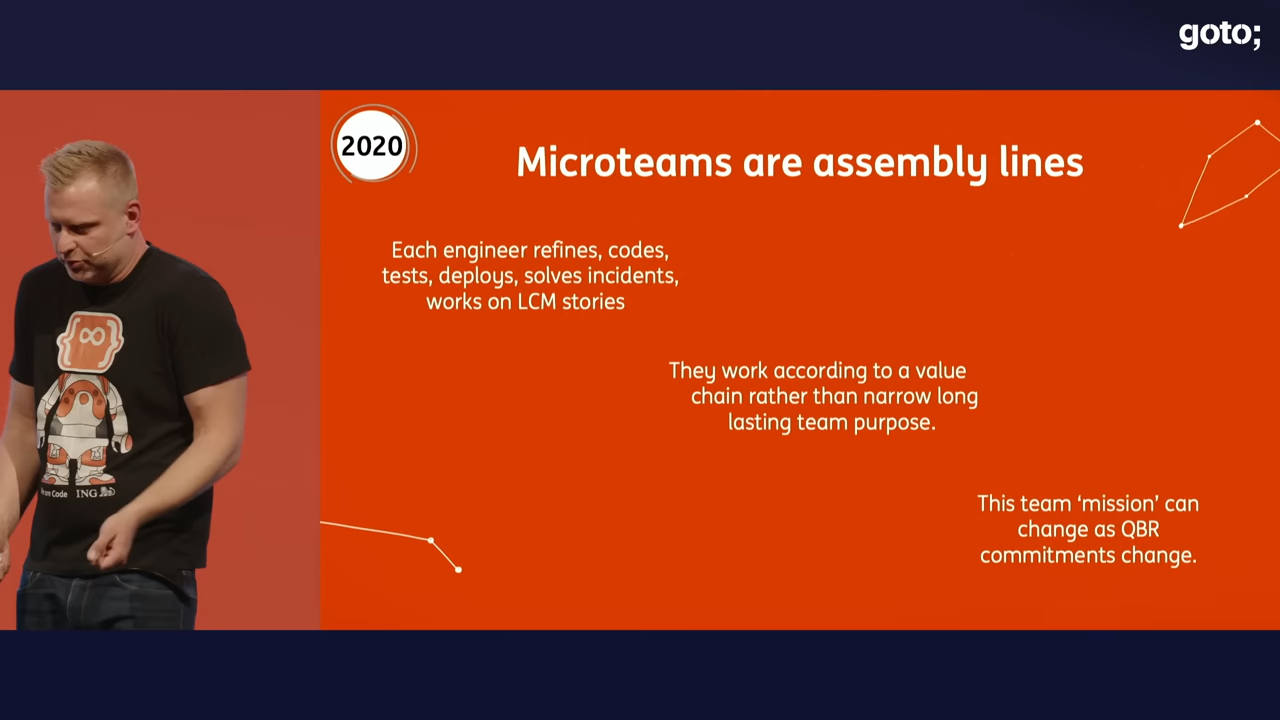 goto;
2020
Microteams are assembly lines
Each engineer refines, codes,
tests, deploys, solves incidents,
works on LCM stories
They work according to a value
chain rather than narrow long
lasting team purpose.
This team ‘mission’ can
change as QBR
commitments change.
Code
ING